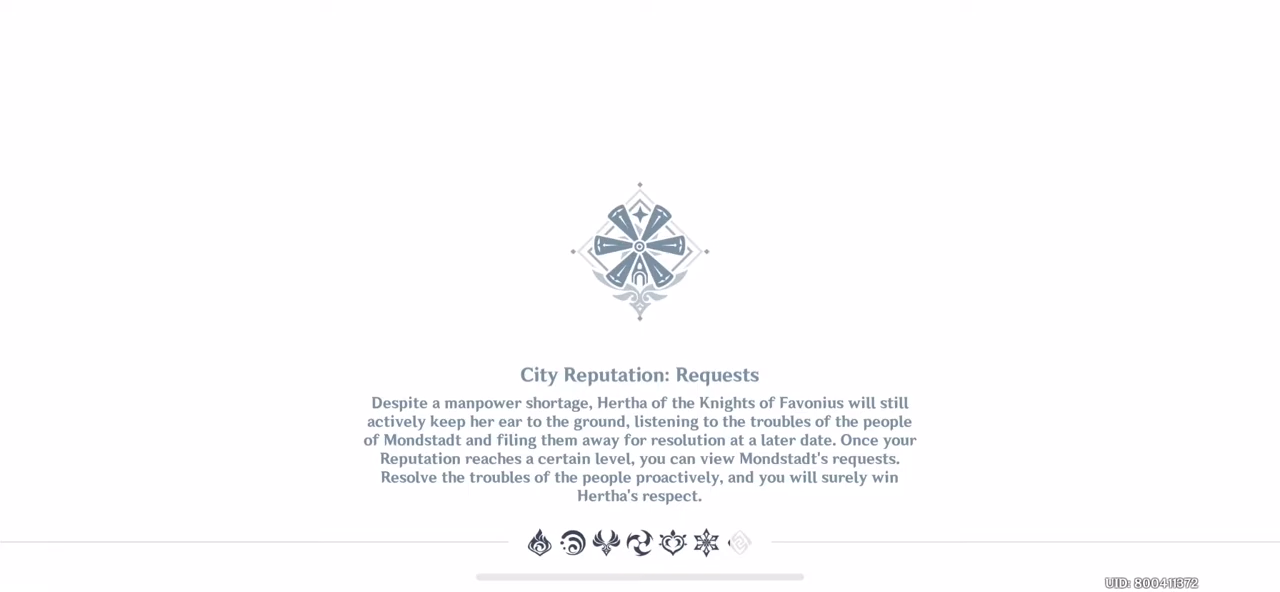 City Reputation: Requests
Despite a manpower shortage, Hertha of the Knights of Favonius will still
actively keep her ear to the ground, listening to the troubles of the people
of Mondstadt and filing them away for resolution at a later date. Once your
Reputation reaches a certain level, you can view Mondstadt's requests.
Resolve the troubles of the people proactively, and you will surely win
Hertha's respect.
UID: 800411372